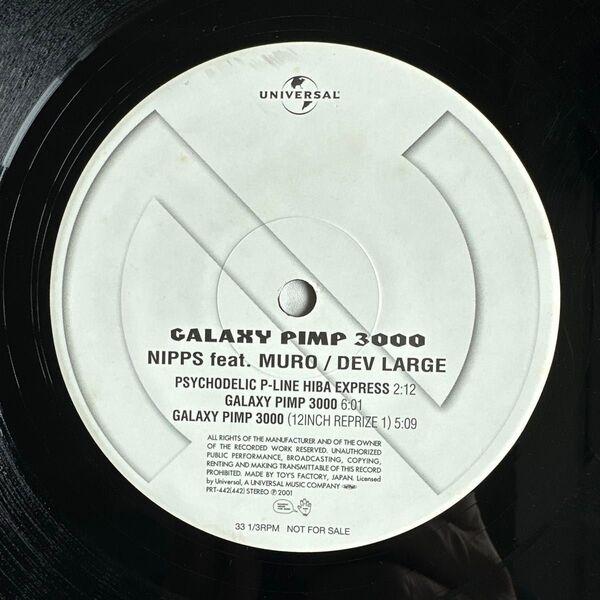 UNIVERSAL
GALAXY PIMP 3000
NIPPS feat. MURO / DEV LARGE
PSYCHODELIC P-LINE HIBA EXPRESS 2:12
GALAXY PIMP 3000 6:01
GALAXY PIMP 3000 (12INCH REPRIZE 1) 5:09
ALL RIGHTS OF THE MANUFACTURER AND OF THE OWNER
OF THE RECORDED WORK RESERVED. UNAUTHORIZED
PUBLIC PERFORMANCE, BROADCASTING, COPYING,
RENTING AND MAKING TRANSMITTABLE OF THIS RECORD
PROHIBITED. MADE BY TOY'S FACTORY, JAPAN. Licensed
by Universal, A UNIVERSAL MUSIC COMPANY
PRT-442(442) STEREO ℗ 2001
33 1/3RPM NOT FOR SALE